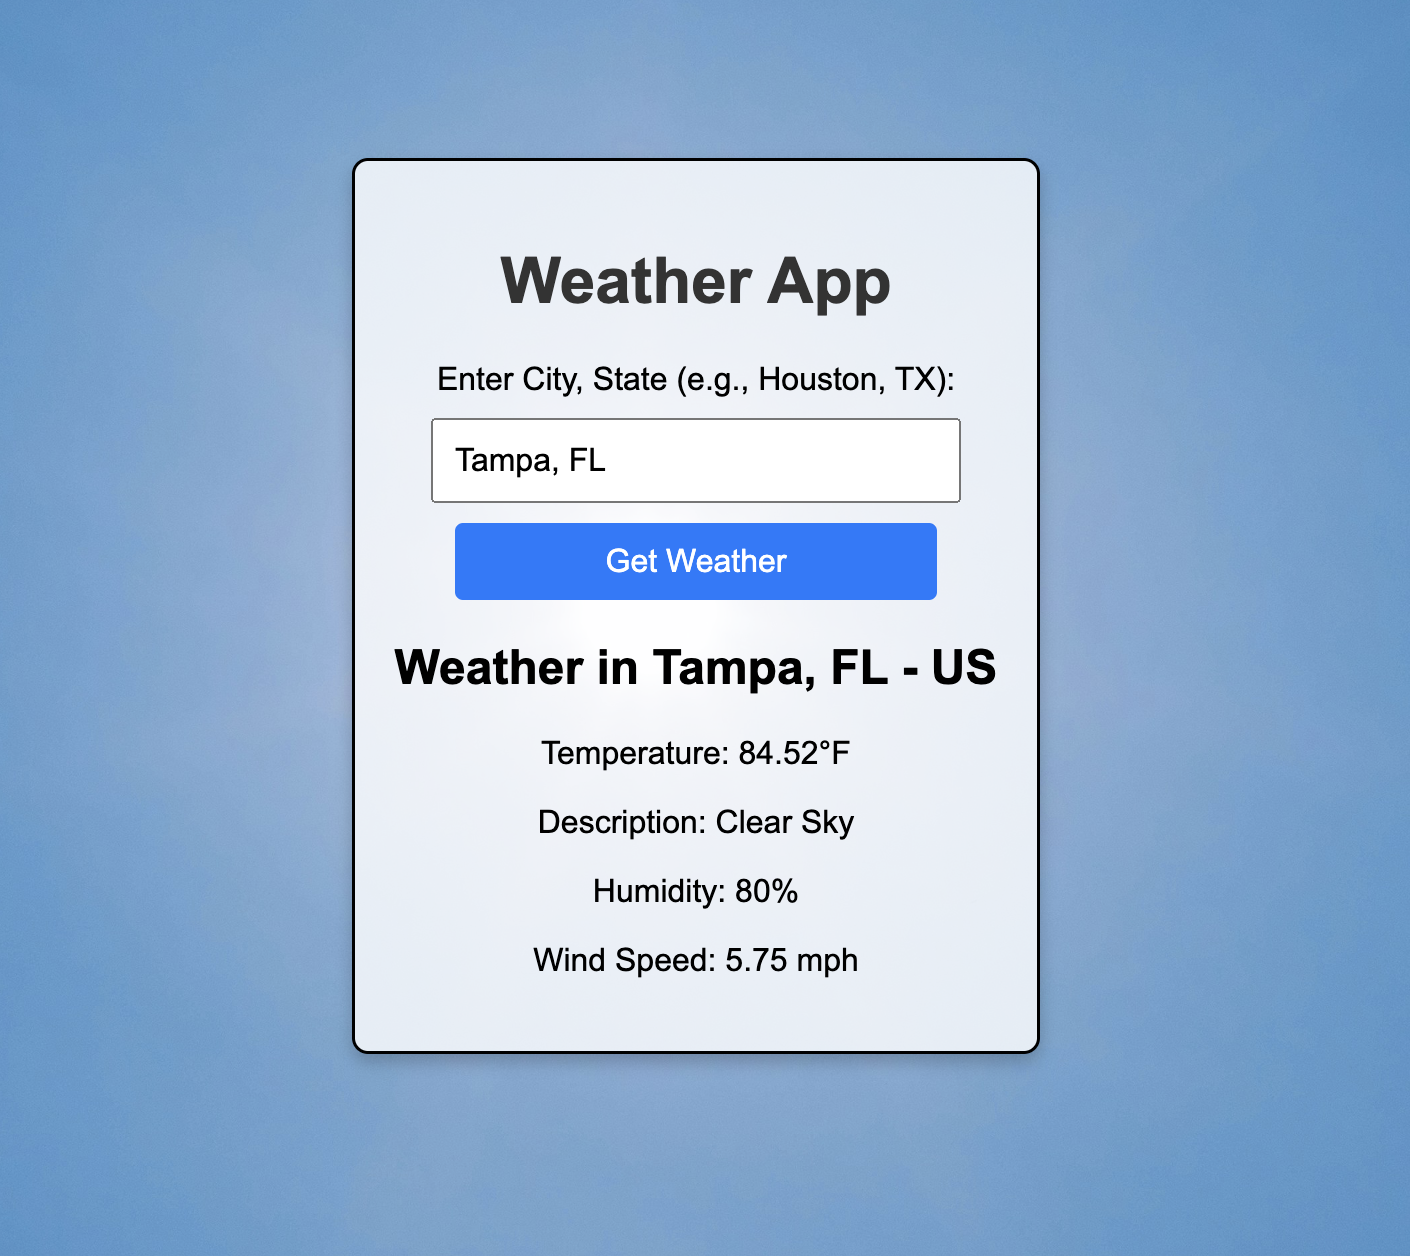 Weather App
Enter City, State (e.g., Houston, TX):
Tampa, FL
Get Weather
Weather in Tampa, FL - US
Temperature: 84.52°F
Description: Clear Sky
Humidity: 80%
Wind Speed: 5.75 mph